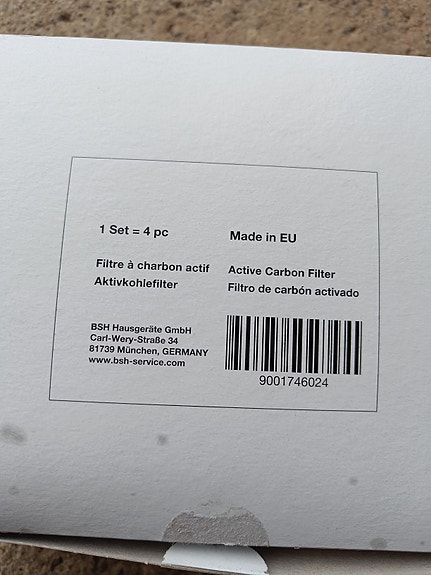 1 Set = 4 pc
Made in EU
Filtre à charbon actif
Aktivkohlefilter
Active Carbon Filter
Filtro de carbón activado
BSH Hausgeräte GmbH
Carl-Wery-Straße 34
81739 München, GERMANY
www.bsh-service.com
9001746024